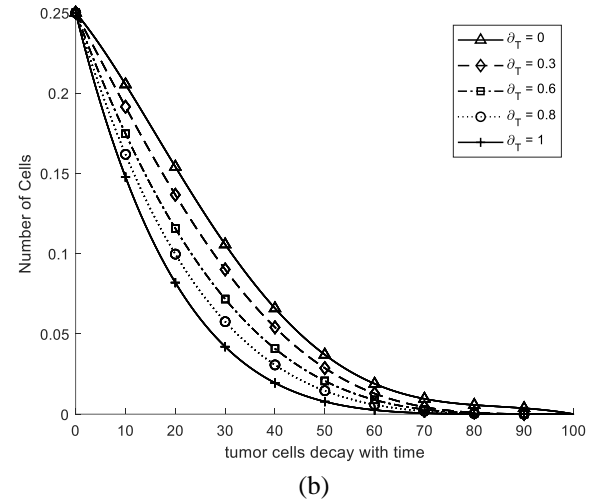 0.25
0.2
0.15
0.1
0.05
0
Number of Cells
∂T = 0
∂T = 0.3
∂T = 0.6
∂T = 0.8
∂T = 1
0 10 20 30 40 50 60 70 80 90 100
tumor cells decay with time
(b)